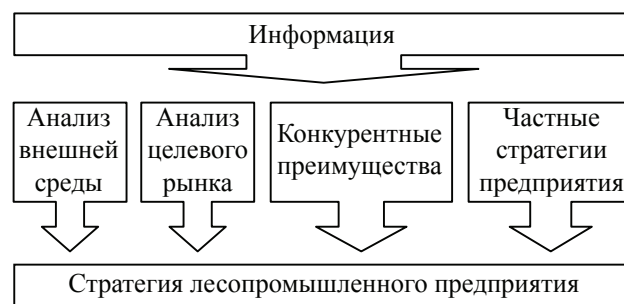 Информация
Анализ
внешней
среды
Анализ
целевого
рынка
Конкурентные
преимущества
Частные
стратегии
предприятия
Стратегия лесопромышленного предприятия